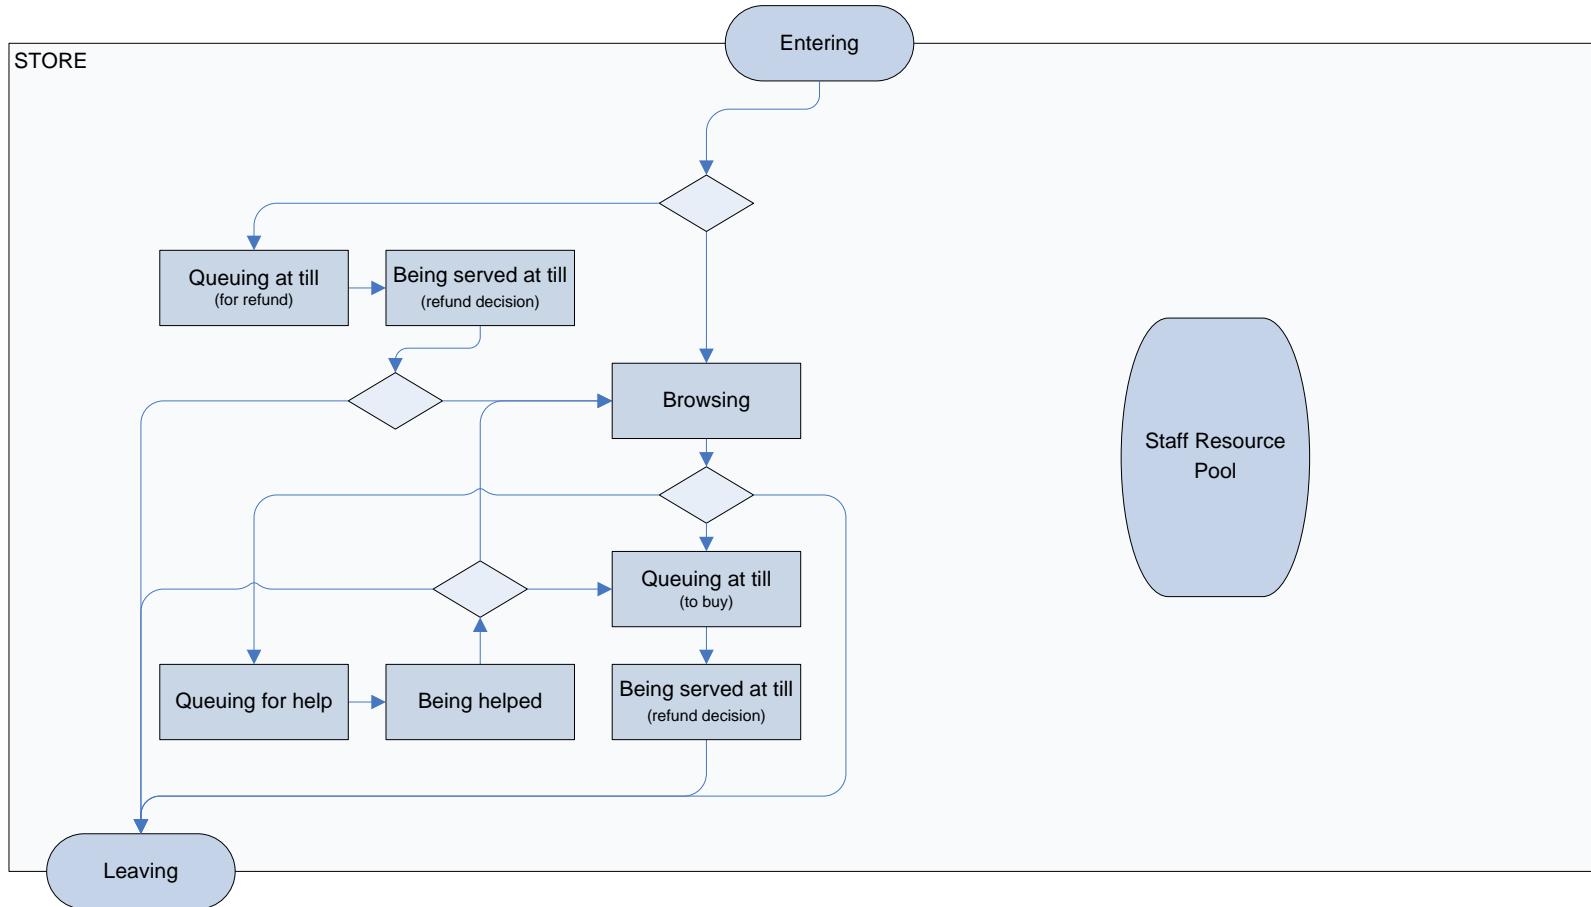 Entering
STORE
Queuing at till
(for refund)
Being served at till
(refund decision)
Browsing
Staff Resource
Pool
Queuing at till
(to buy)
Queuing for help
Being helped
Being served at till
(refund decision)
Leaving